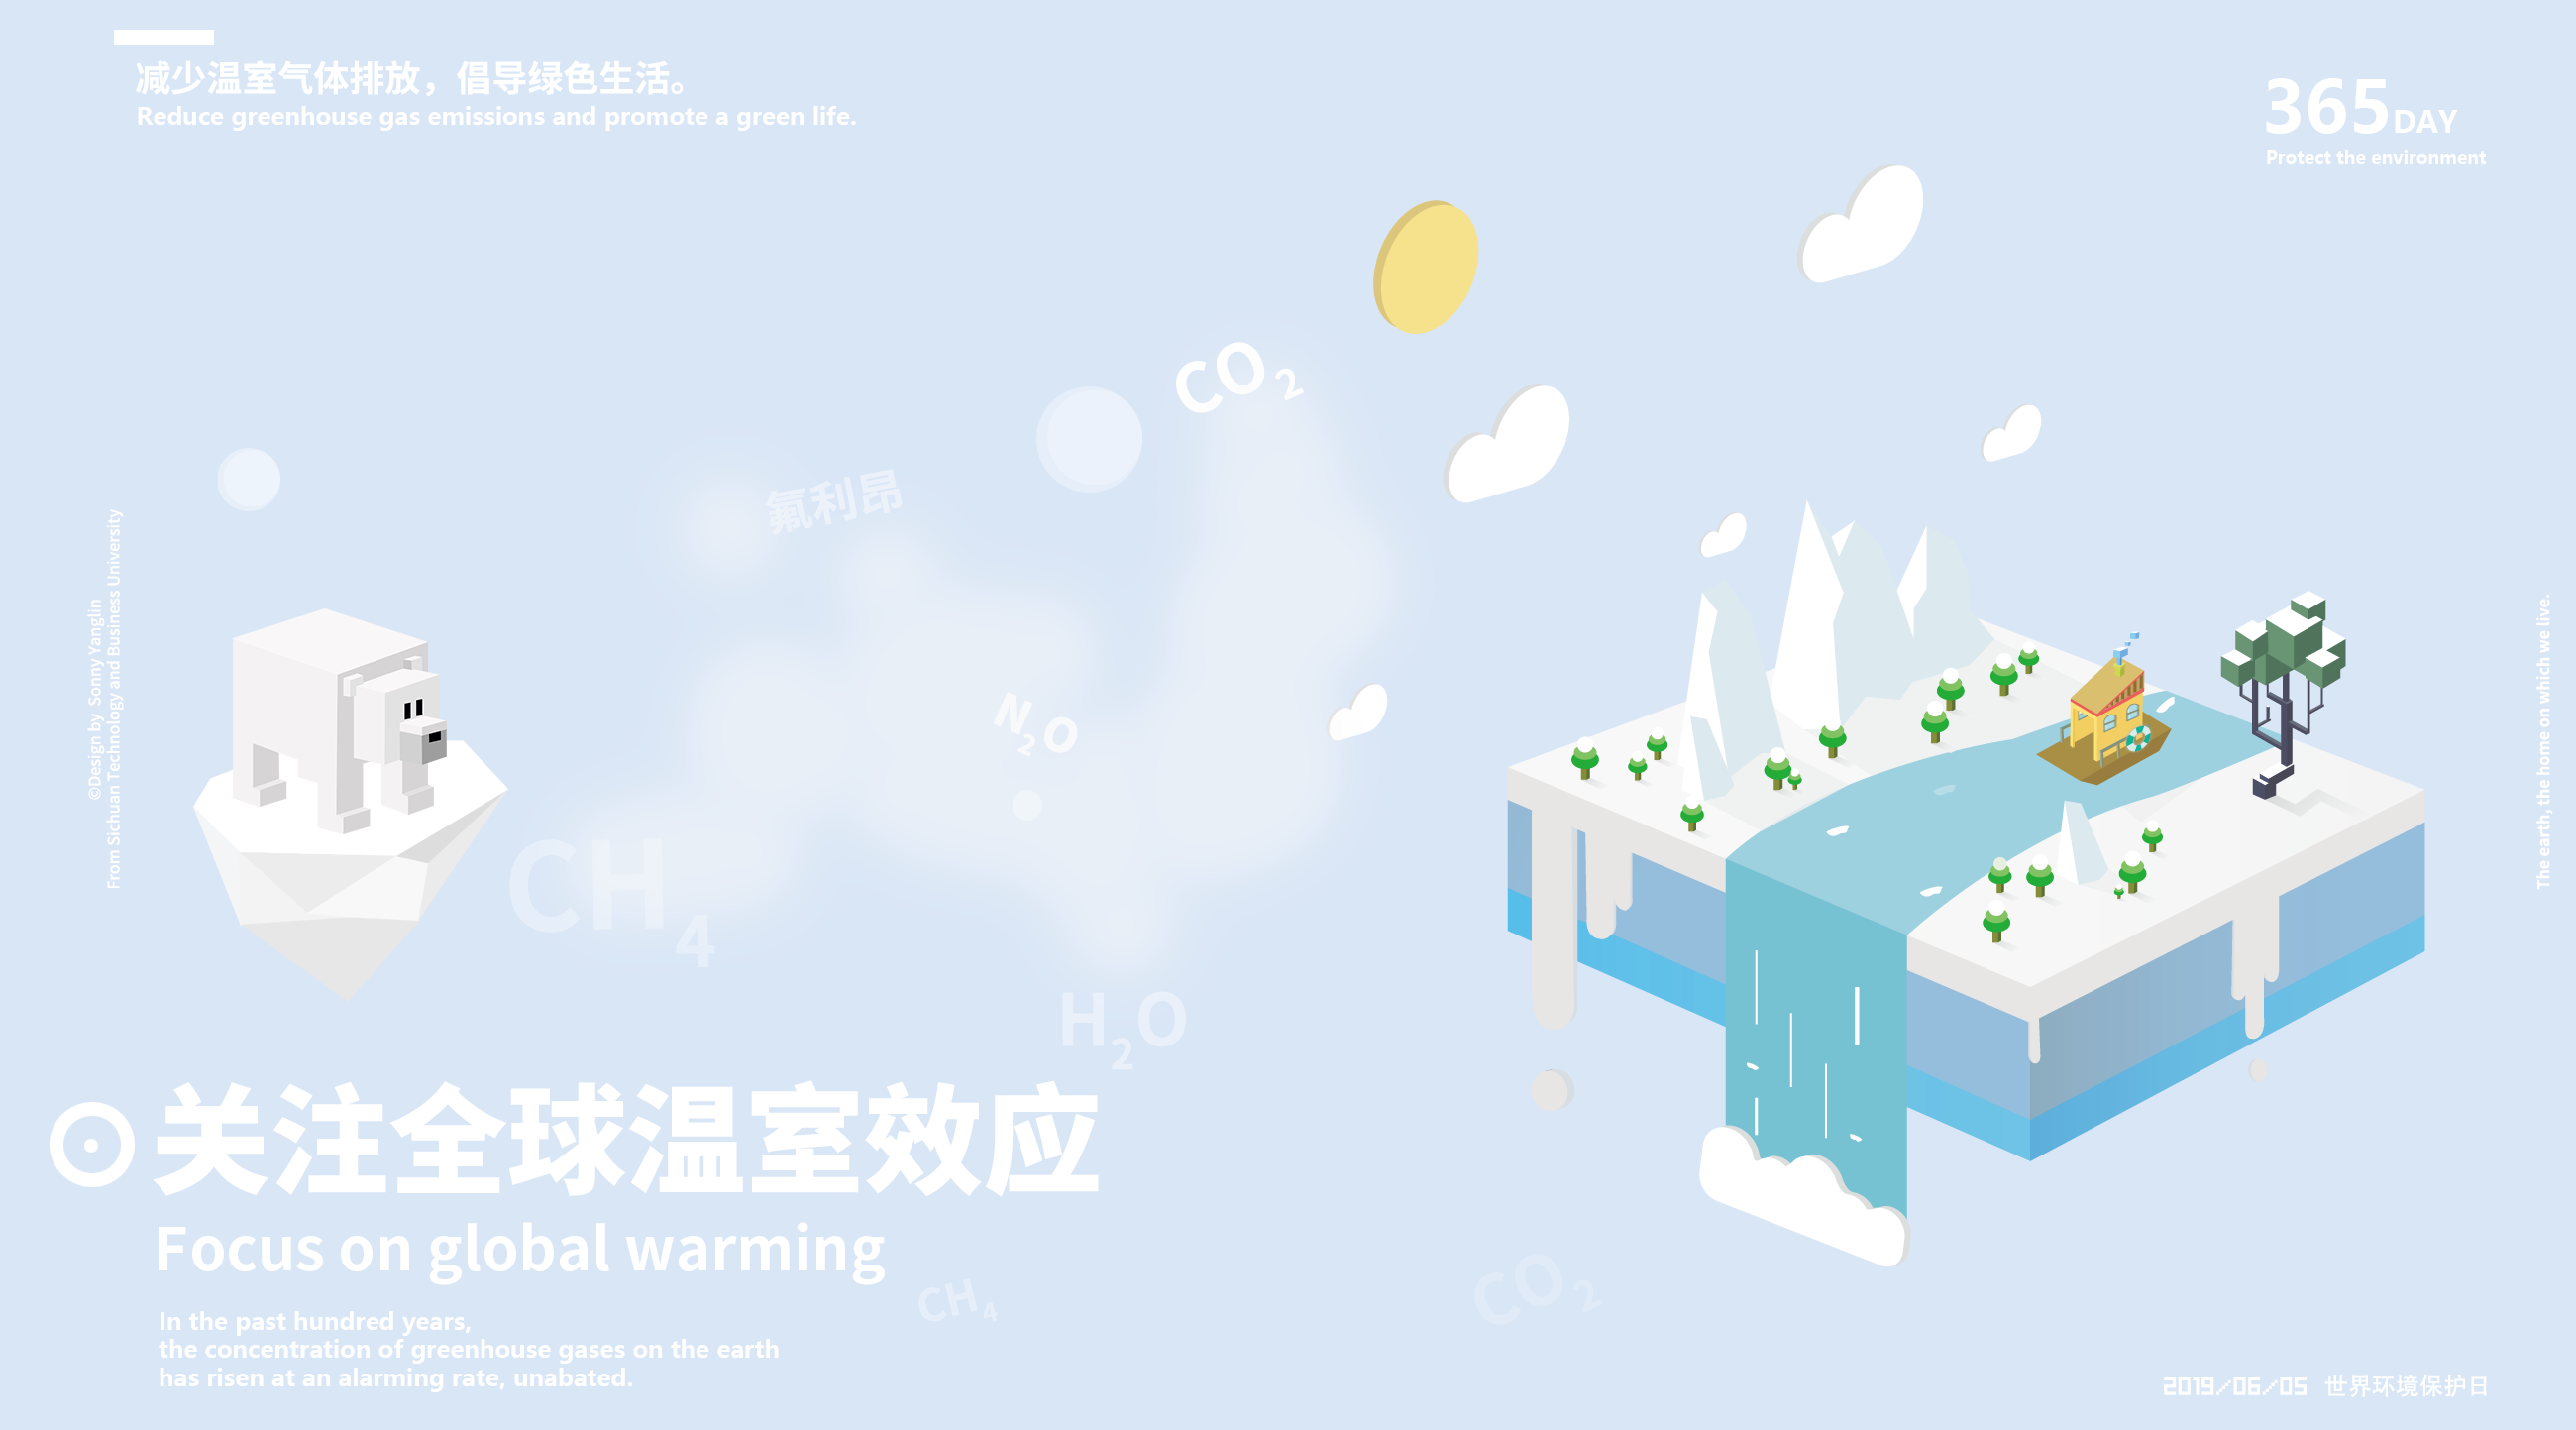 减少温室气体排放，倡导绿色生活。
Reduce greenhouse gas emissions and promote a green life.
365DAY
Protect the environment
CO2
氟利昂
©Design by Sonny Yanglin
From Sichuan Technology and Business University
The earth, the home on which we live.
N2O
CH4
H2O
关注全球温室效应
Focus on global warming
CH4
CO2
In the past hundred years,
the concentration of greenhouse gases on the earth
has risen at an alarming rate, unabated.
2019/06/05 世界环境保护日